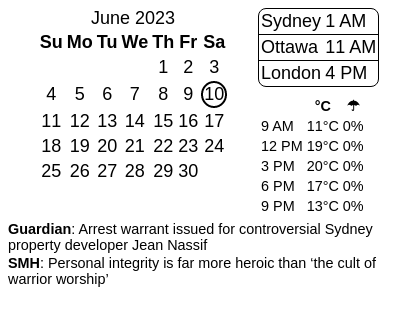 June 2023
Su Mo Tu We Th Fr Sa
1 2 3
4 5 6 7 8 9 10
11 12 13 14 15 16 17
18 19 20 21 22 23 24
25 26 27 28 29 30
Sydney 1 AM
Ottawa 11 AM
London 4 PM
°C ☂
9 AM 11°C 0%
12 PM 19°C 0%
3 PM 20°C 0%
6 PM 17°C 0%
9 PM 13°C 0%
Guardian: Arrest warrant issued for controversial Sydney
property developer Jean Nassif
SMH: Personal integrity is far more heroic than ‘the cult of
warrior worship’